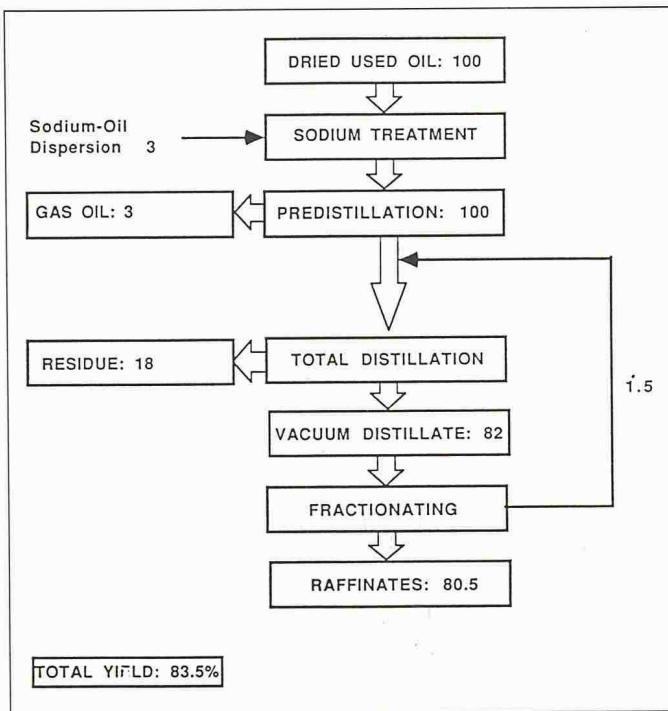 DRIED USED OIL: 100
Sodium-Oil
Dispersion 3
SODIUM TREATMENT
GAS OIL: 3
PREDISTILLATION: 100
RESIDUE: 18
TOTAL DISTILLATION
1.5
VACUUM DISTILLATE: 82
FRACTIONATING
RAFFINATES: 80.5
TOTAL YIELD: 83.5%